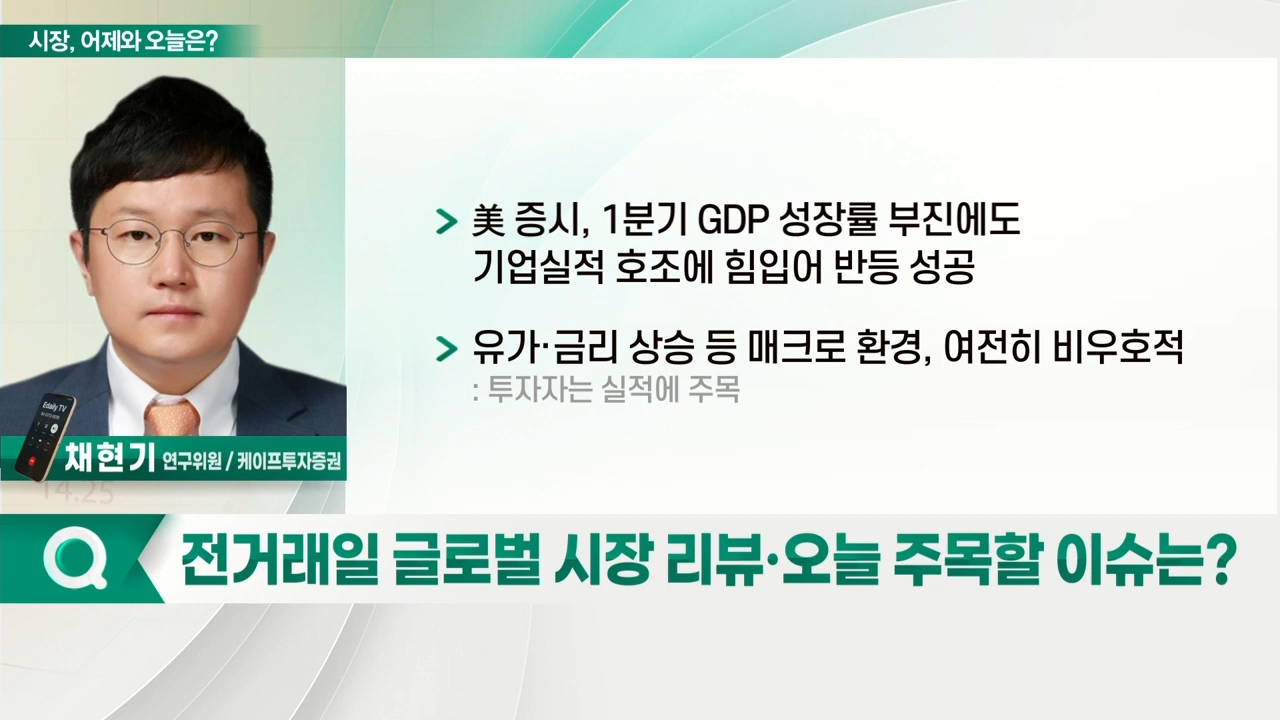 시장, 어제와 오늘은?
美 증시, 1분기 GDP 성장률 부진에도
기업실적 호조에 힘입어 반등 성공
유가·금리 상승 등 매크로 환경, 여전히 비우호적
: 투자자는 실적에 주목
Edaily TV
채현기 연구위원 / 케이프투자증권
14.25
전거래일 글로벌 시장 리뷰·오늘 주목할 이슈는?